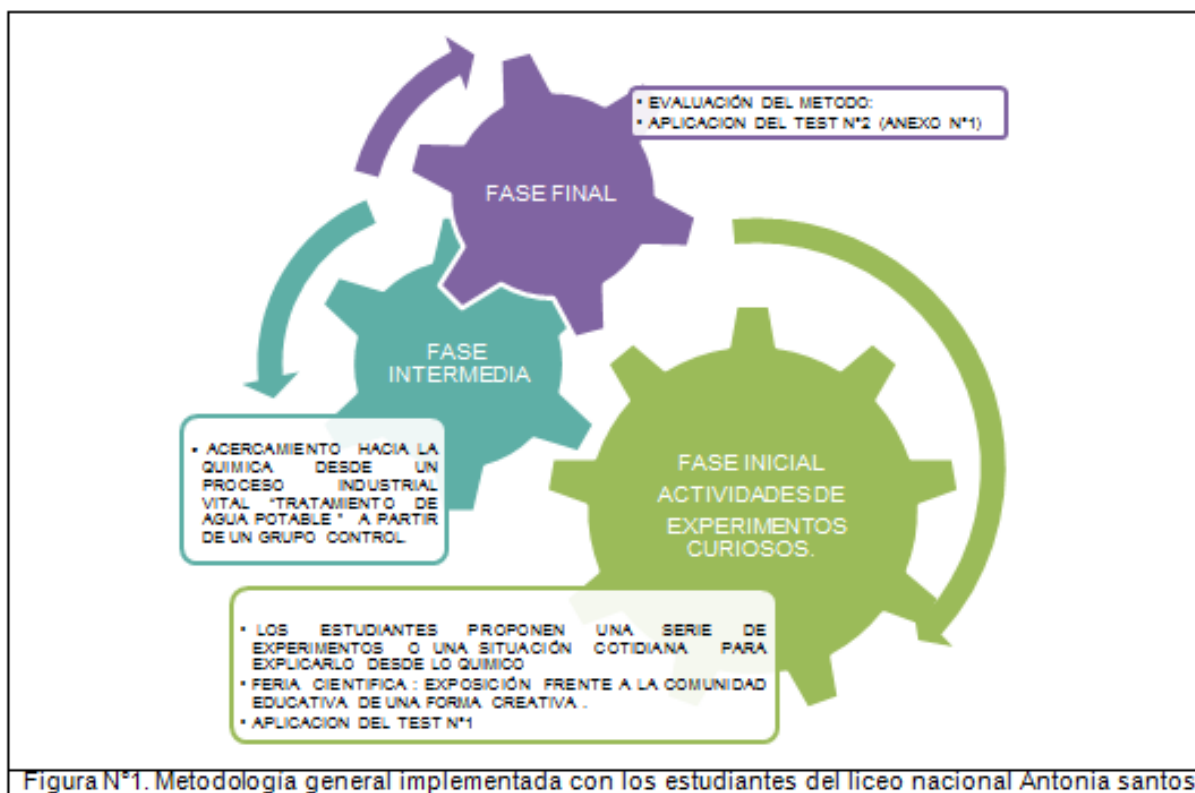 • EVALUACIÓN DEL METODO:
• APLICACION DEL TEST N°2 (ANEXO N°1)
FASE FINAL
FASE
INTERMEDIA
• ACERCAMIENTO HACIA LA
QUIMICA DESDE UN
PROCESO INDUSTRIAL
VITAL "TRATAMIENTO DE
AGUA POTABLE " A PARTIR
DE UN GRUPO CONTROL.
FASE INICIAL
ACTIVIDADES DE
EXPERIMENTOS
CURIOSOS.
• LOS ESTUDIANTES PROPONEN UNA SERIE DE
EXPERIMENTOS O UNA SITUACIÓN COTIDIANA PARA
EXPLICARLO DESDE LO QUIMICO
• FERIA CIENTIFICA : EXPOSICIÓN FRENTE A LA COMUNIDAD
EDUCATIVA DE UNA FORMA CREATIVA .
• APLICACION DEL TEST N°1
Figura N°1. Metodología general implementada con los estudiantes del liceo nacional Antonia santos